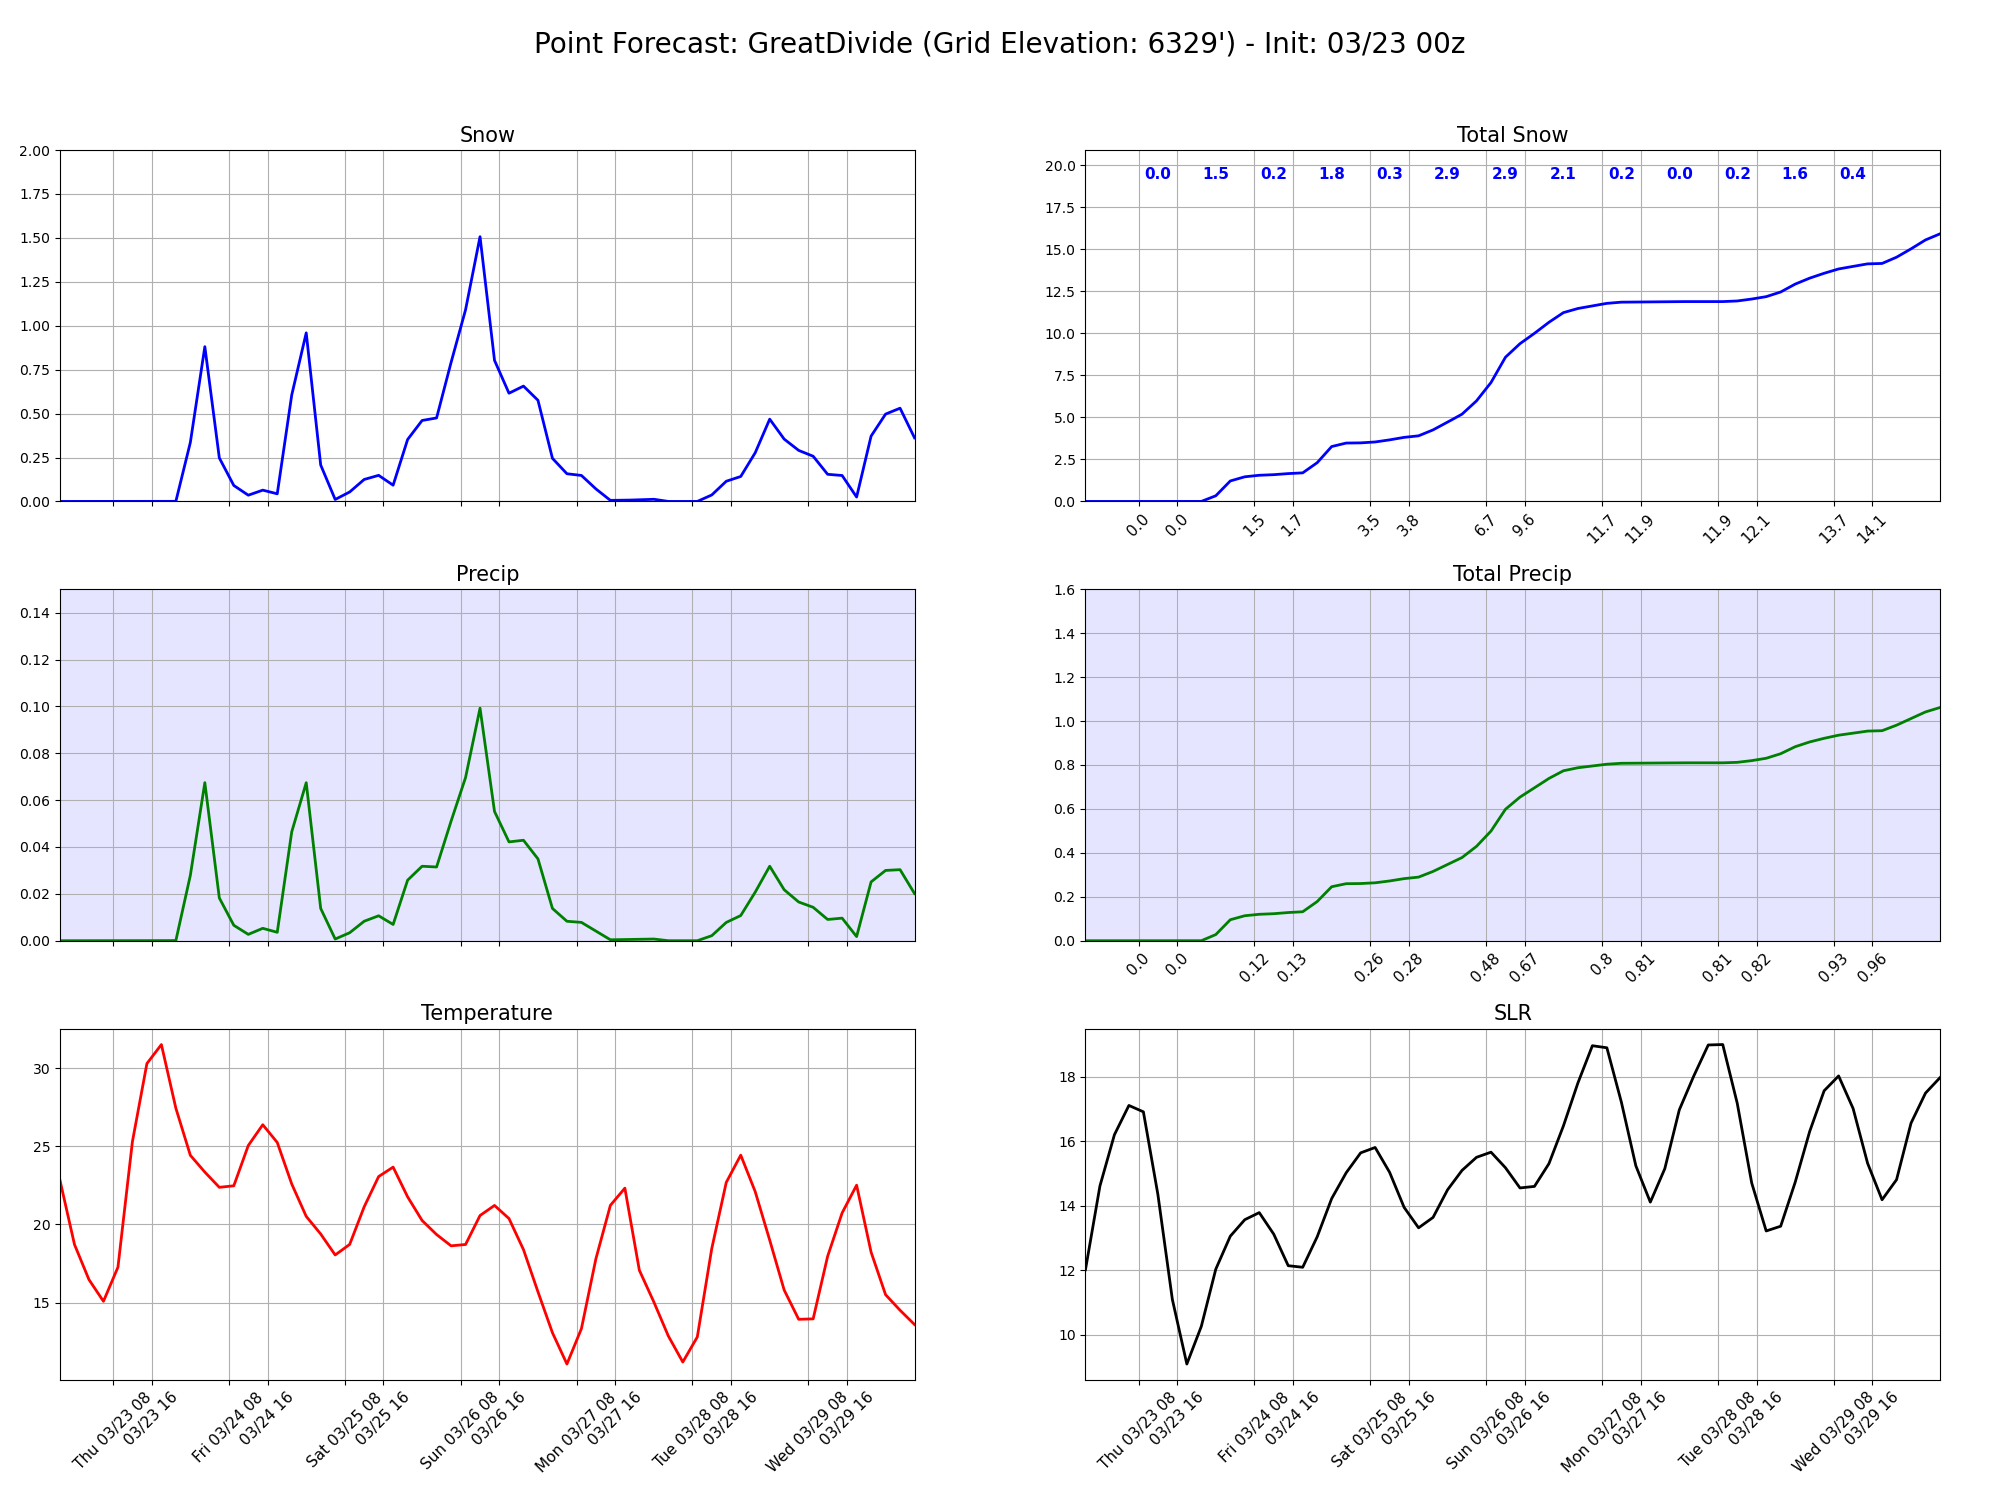 Point Forecast: GreatDivide (Grid Elevation: 6329') - Init: 03/23 00z
Snow
2.00
1.75
1.50
1.25
1.00
0.75
0.50
0.25
0.00
Total Snow
20.0
17.5
15.0
12.5
10.0
7.5
5.0
2.5
0.0
0.0 1.5 0.2 1.8 0.3 2.9 2.9 2.1 0.2 0.0 0.2 1.6 0.4
0.0 0.0 1.5 1.7 3.5 3.8 6.7 9.6 11.7 11.9 11.9 12.1 13.7 14.1
Precip
0.14
0.12
0.10
0.08
0.06
0.04
0.02
0.00
Total Precip
1.6
1.4
1.2
1.0
0.8
0.6
0.4
0.2
0.0
0.0 0.0 0.12 0.13 0.26 0.28 0.48 0.67 0.8 0.81 0.81 0.82 0.93 0.96
Temperature
30
25
20
15
Thu 03/23 08
03/23 16
Fri 03/24 08
03/24 16
Sat 03/25 08
03/25 16
Sun 03/26 08
03/26 16
Mon 03/27 08
03/27 16
Tue 03/28 08
03/28 16
Wed 03/29 08
03/29 16
SLR
18
16
14
12
10
Thu 03/23 08
03/23 16
Fri 03/24 08
03/24 16
Sat 03/25 08
03/25 16
Sun 03/26 08
03/26 16
Mon 03/27 08
03/27 16
Tue 03/28 08
03/28 16
Wed 03/29 08
03/29 16